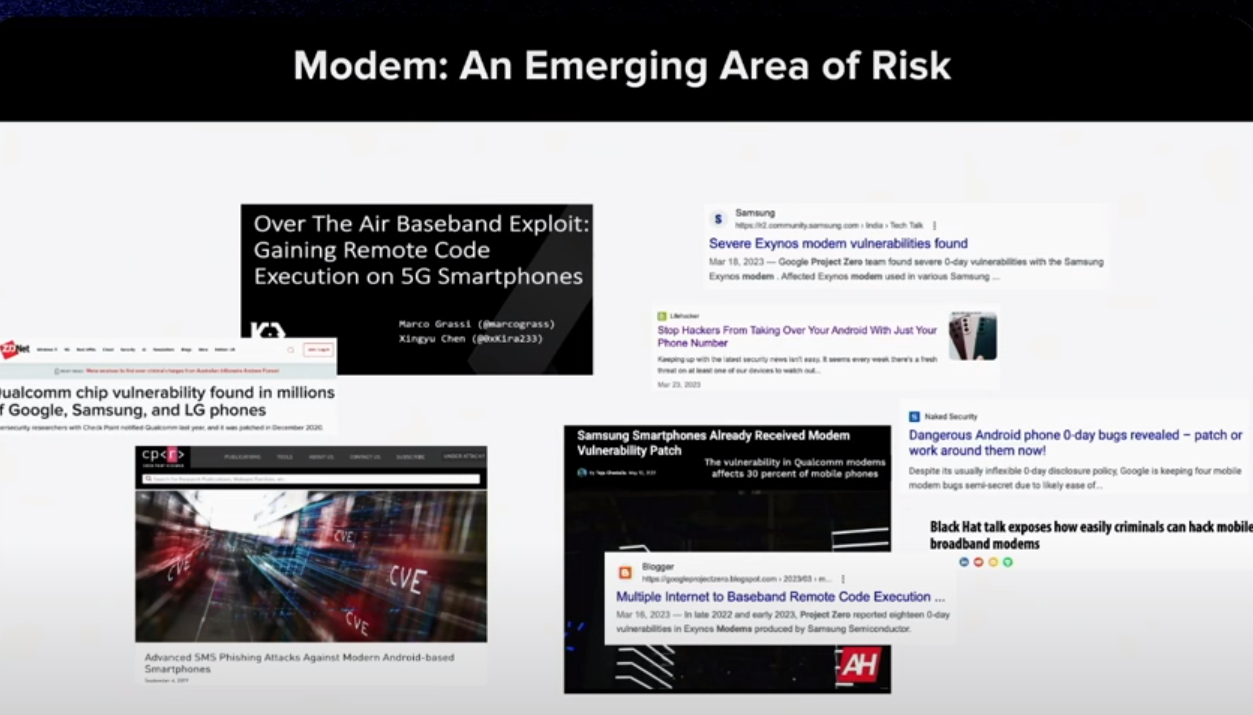 Modem: An Emerging Area of Risk
Over The Air Baseband Exploit:
Gaining Remote Code
Execution on 5G Smartphones
Marco Grassi (@marcograss)
Xingyu Chen (@0xKira233)
Samsung
https://r2.community.samsung.com › India › Tech Talk
Severe Exynos modem vulnerabilities found
Mar 18, 2023 — Google Project Zero team found severe 0-day vulnerabilities with the Samsung
Exynos modem . Affected Exynos modem used in various Samsung ...
Lifehacker
Stop Hackers From Taking Over Your Android With Just Your
Phone Number
Keeping up with the latest security news isn't easy. It seems every week there's a fresh
threat on at least one of our devices to watch out...
Mar 23, 2023
ZDNet
ualcomm chip vulnerability found in millions
f Google, Samsung, and LG phones
ersecurity researchers with Check Point notified Qualcomm last year, and it was patched in December 2020.
cp<r>
PUBLICATIONS TOOLS ABOUT US CONTACT US SUBSCRIBE UNDER ATTACK
CVE
CVE
CVE
CVE
Advanced SMS Phishing Attacks Against Modern Android-based
Smartphones
Samsung Smartphones Already Received Modem
Vulnerability Patch
The vulnerability in Qualcomm modems
affects 30 percent of mobile phones
Naked Security
Dangerous Android phone 0-day bugs revealed – patch or
work around them now!
Despite its usually inflexible 0-day disclosure policy, Google is keeping four mobile
modem bugs semi-secret due to likely ease of...
Black Hat talk exposes how easily criminals can hack mobile
broadband modems
Blogger
https://googleprojectzero.blogspot.com › 2023/03 › m...
Multiple Internet to Baseband Remote Code Execution ...
Mar 16, 2023 — In late 2022 and early 2023, Project Zero reported eighteen 0-day
vulnerabilities in Exynos Modems produced by Samsung Semiconductor.
AH